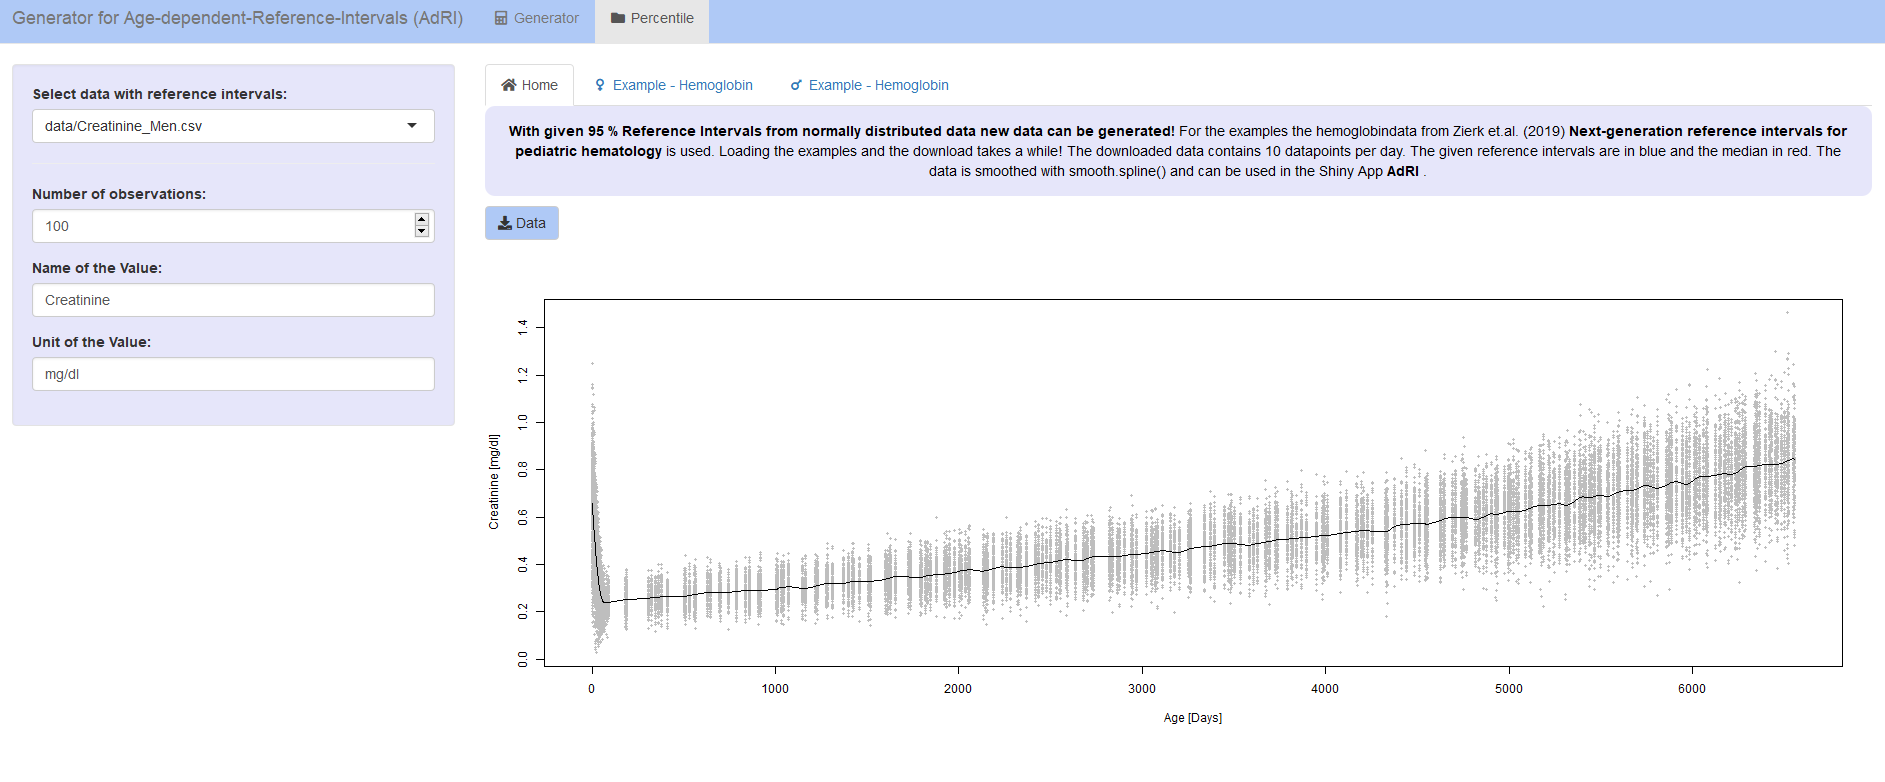 Generator for Age-dependent-Reference-Intervals (AdRI) Generator Percentile
Select data with reference intervals:
data/Creatinine_Men.csv
Number of observations:
100
Name of the Value:
Creatinine
Unit of the Value:
mg/dl
Home Example - Hemoglobin Example - Hemoglobin
With given 95 % Reference Intervals from normally distributed data new data can be generated! For the examples the hemoglobindata from Zierk et.al. (2019) Next-generation reference intervals for
pediatric hematology is used. Loading the examples and the download takes a while! The downloaded data contains 10 datapoints per day. The given reference intervals are in blue and the median in red. The
data is smoothed with smooth.spline() and can be used in the Shiny App AdRI .
Data
Creatinine [mg/dl]
1.4
1.2
1.0
0.8
0.6
0.4
0.2
0.0
0 1000 2000 3000 4000 5000 6000
Age [Days]